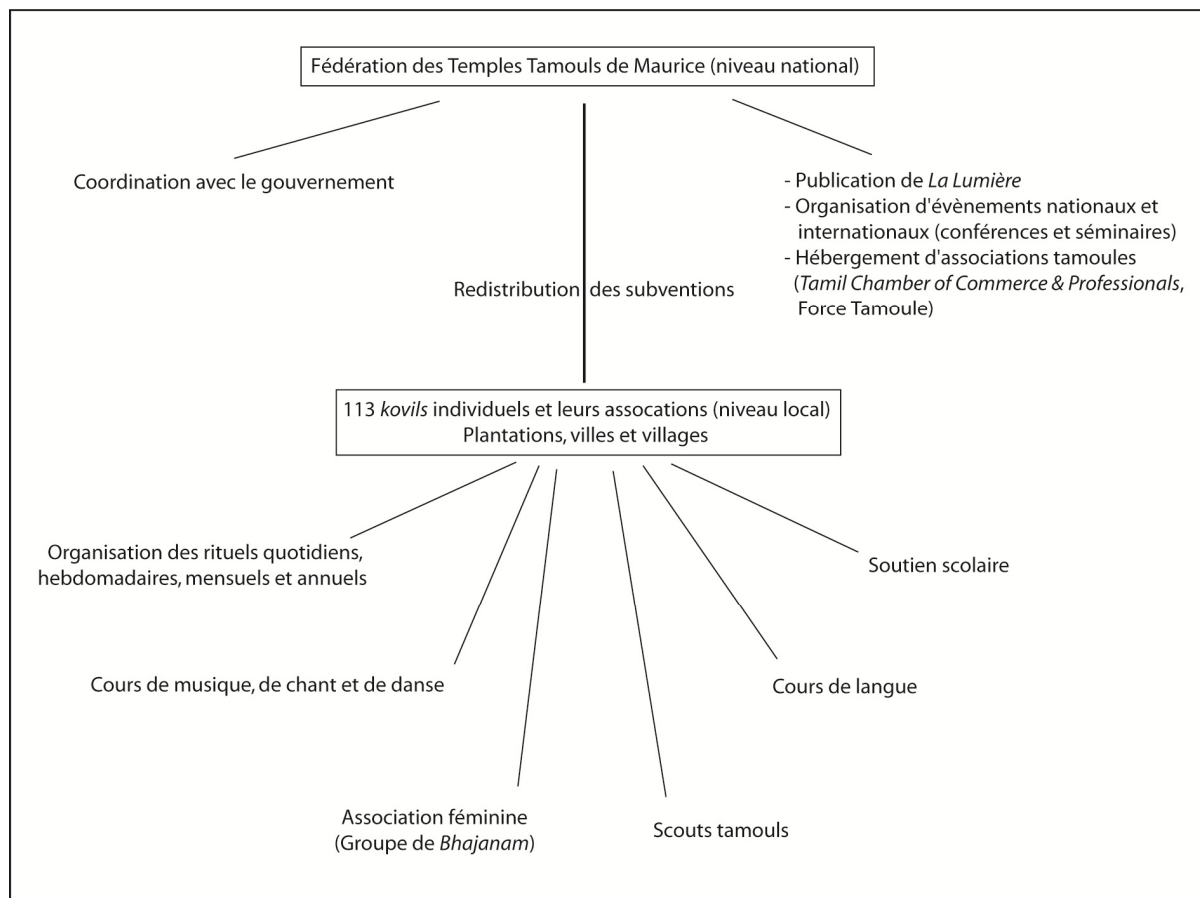 Fédération des Temples Tamouls de Maurice (niveau national)
Coordination avec le gouvernement
- Publication de La Lumière
- Organisation d'évènements nationaux et
internationaux (conférences et séminaires)
- Hébergement d'associations tamoules
(Tamil Chamber of Commerce & Professionals,
Force Tamoule)
Redistribution des subventions
113 kovils individuels et leurs assocations (niveau local)
Plantations, villes et villages
Organisation des rituels quotidiens,
hebdomadaires, mensuels et annuels
Soutien scolaire
Cours de musique, de chant et de danse
Cours de langue
Association féminine
(Groupe de Bhajanam)
Scouts tamouls